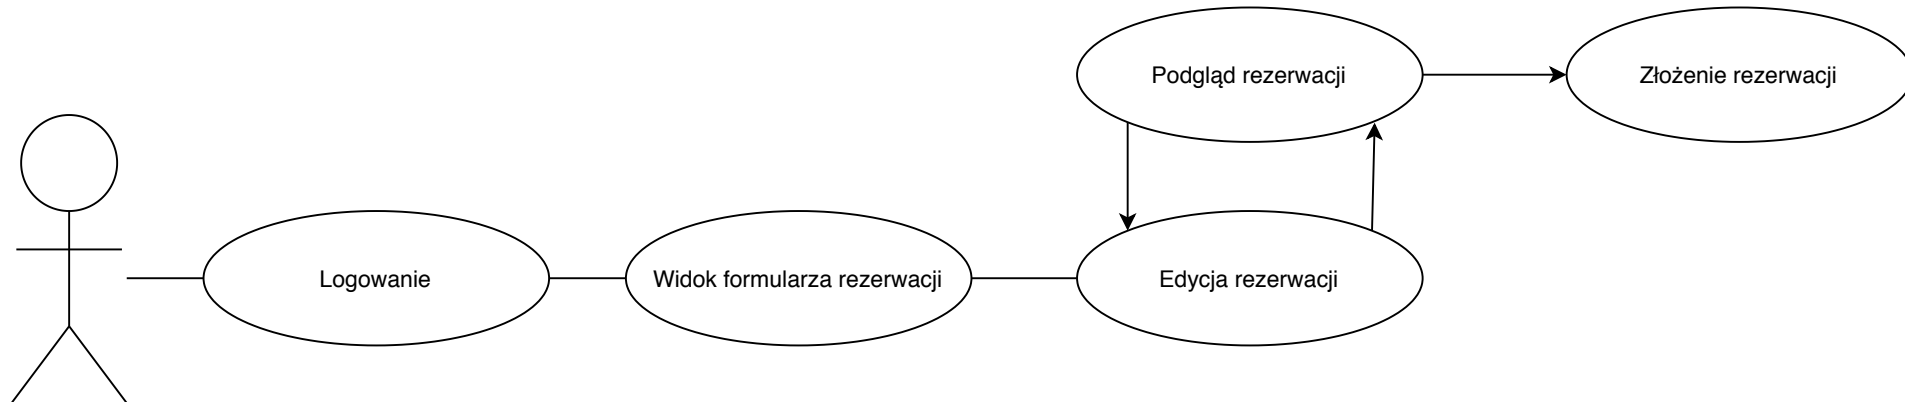 Podgląd rezerwacji
Złożenie rezerwacji
Logowanie
Widok formularza rezerwacji
Edycja rezerwacji